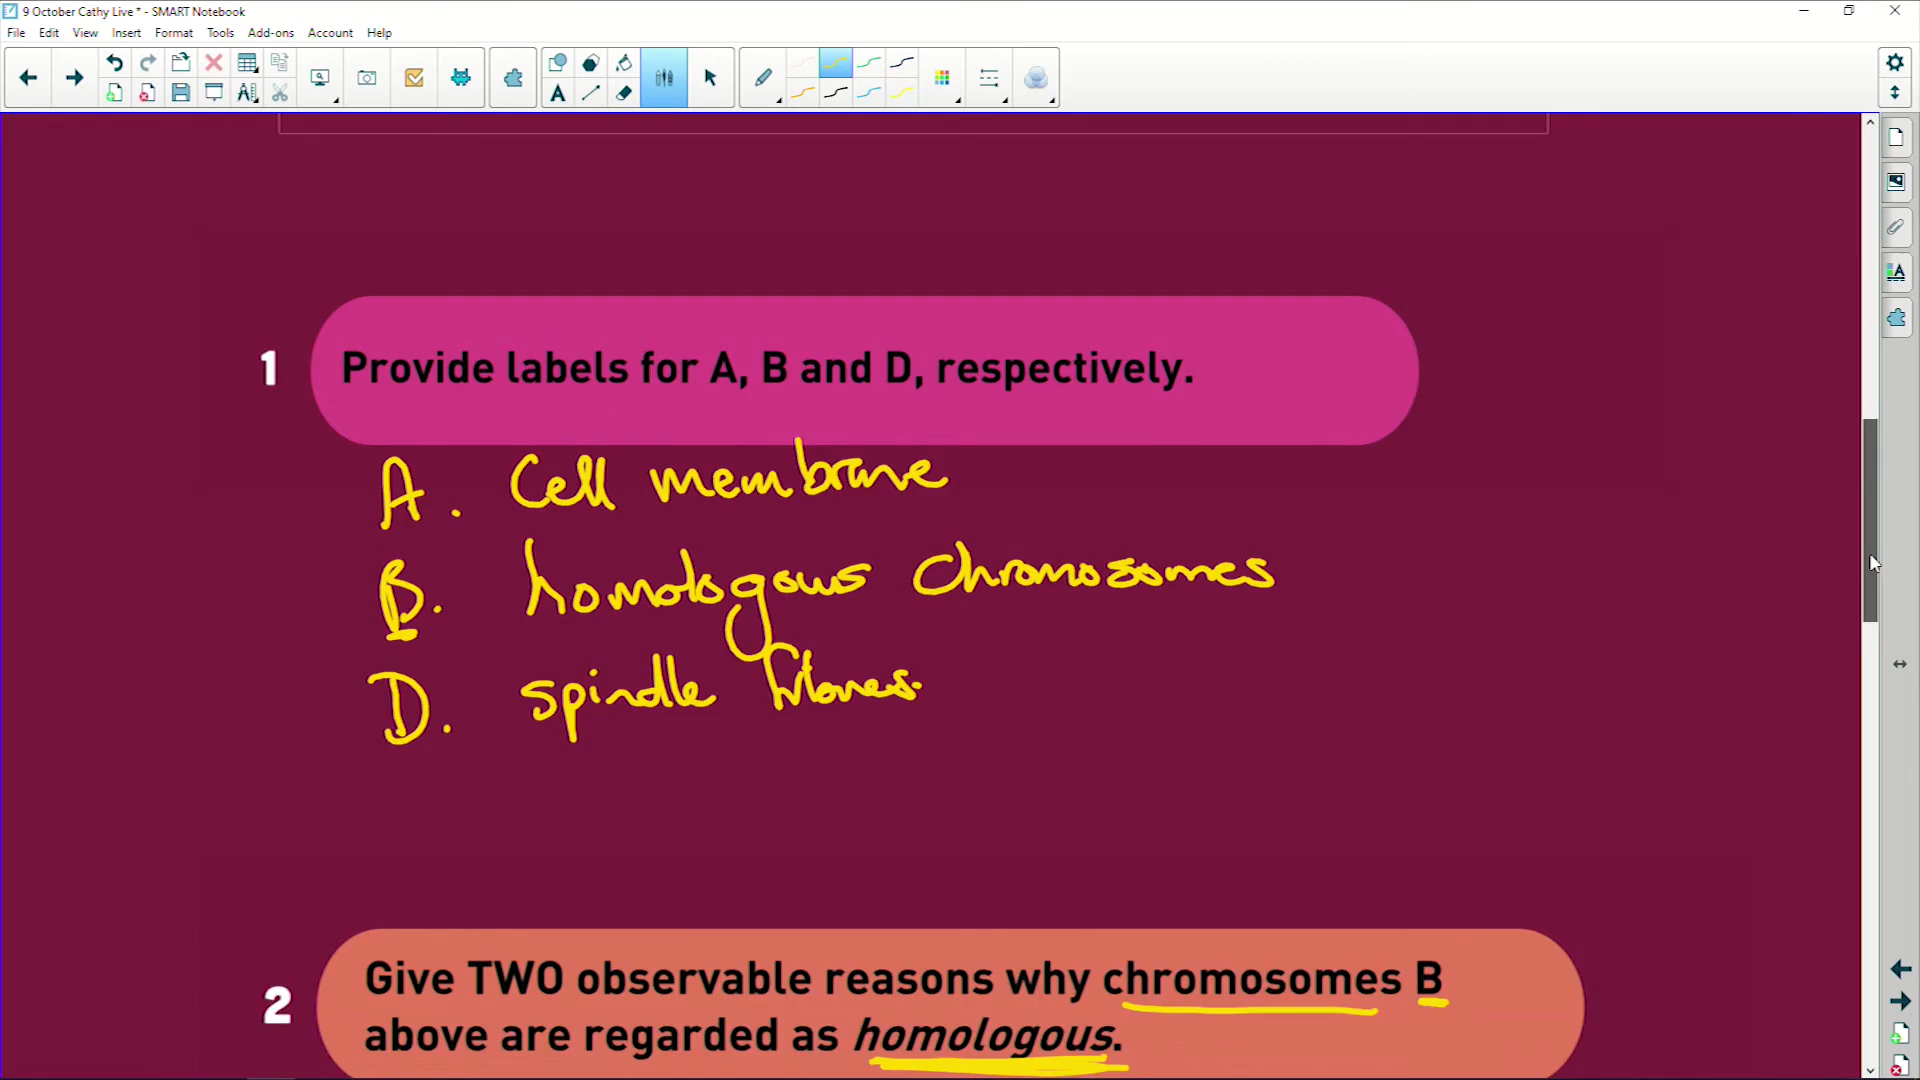 9 October Cathy Live * - SMART Notebook
File Edit View Insert Format Tools Add-ons Account Help
1 Provide labels for A, B and D, respectively.
A. Cell membrane
B. homologous chromosomes
D. spindle fibres.
2 Give TWO observable reasons why chromosomes B
above are regarded as homologous.